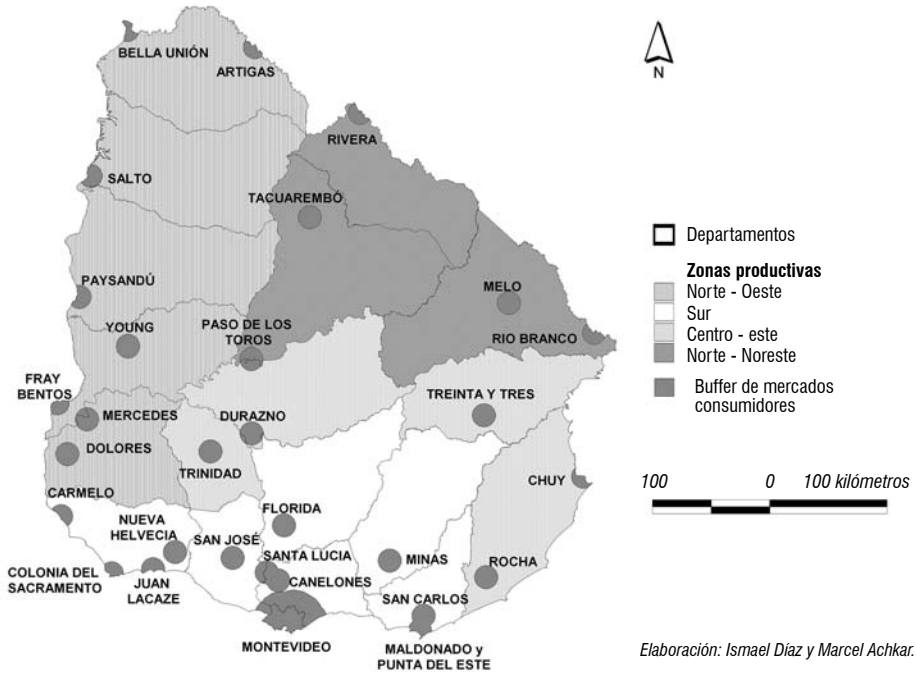 BELLA UNIÓN
ARTIGAS
N
RIVERA
SALTO
TACUAREMBÓ
PAYSANDÚ
MELO
YOUNG
PASO DE LOS
TOROS
RIO BRANCO
FRAY
BENTOS
MERCEDES
DURAZNO
TREINTA Y TRES
DOLORES
TRINIDAD
CHUY
CARMELO
NUEVA
HELVECIA
FLORIDA
SAN JOSÉ
SANTA LUCIA
MINAS
ROCHA
COLONIA DEL
SACRAMENTO
JUAN
LACAZE
CANELONES
SAN CARLOS
MONTEVIDEO
MALDONADO y
PUNTA DEL ESTE
Departamentos
Zonas productivas
Norte - Oeste
Sur
Centro - este
Norte - Noreste
Buffer de mercados
consumidores
100 0 100 kilómetros
Elaboración: Ismael Díaz y Marcel Achkar.